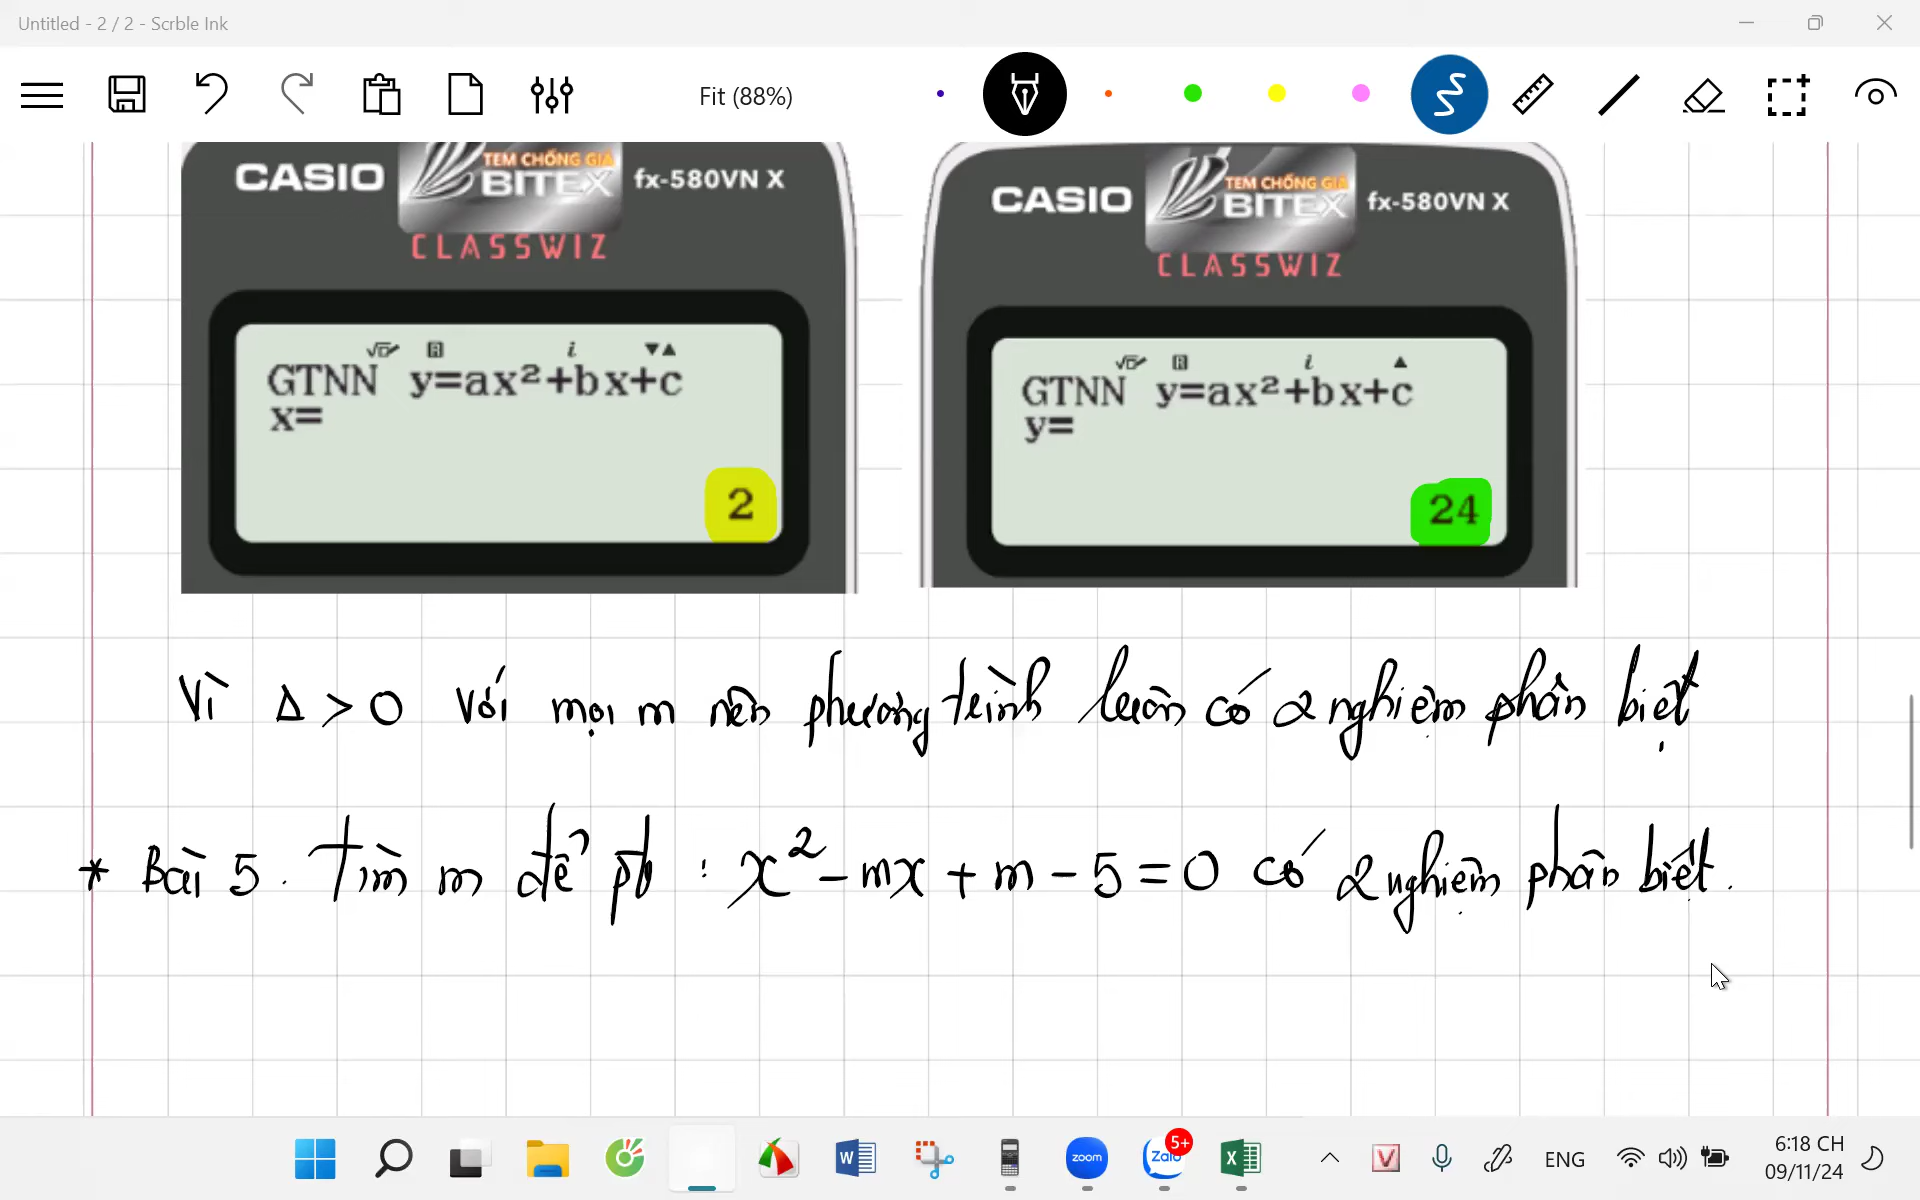 Untitled - 2 / 2 - Scrble Ink
Fit (88%)
CASIO TEM CHỐNG GIẢ BITEX fx-580VN X
CLASSWIZ
GTNN y=ax²+bx+c
x=
2
CASIO TEM CHỐNG GIẢ BITEX fx-580VN X
CLASSWIZ
GTNN y=ax²+bx+c
y=
24
Vì Δ > 0 với mọi m nên phương trình luôn có 2 nghiệm phân biệt
* Bài 5. Tìm m để pt : x² - mx + m - 5 = 0 có 2 nghiệm phân biệt.
zoom
Zalo
5+
ENG
6:18 CH
09/11/24